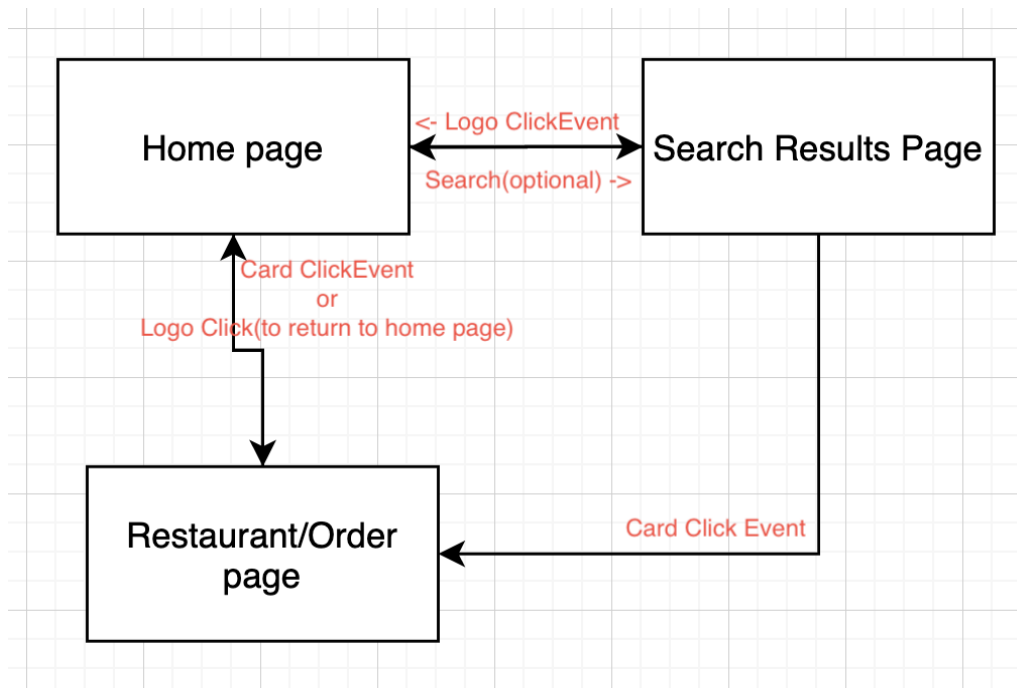 <- Logo ClickEvent
Home page
Search Results Page
Search(optional) ->
Card ClickEvent
or
Logo Click(to return to home page)
Card Click Event
Restaurant/Order
page